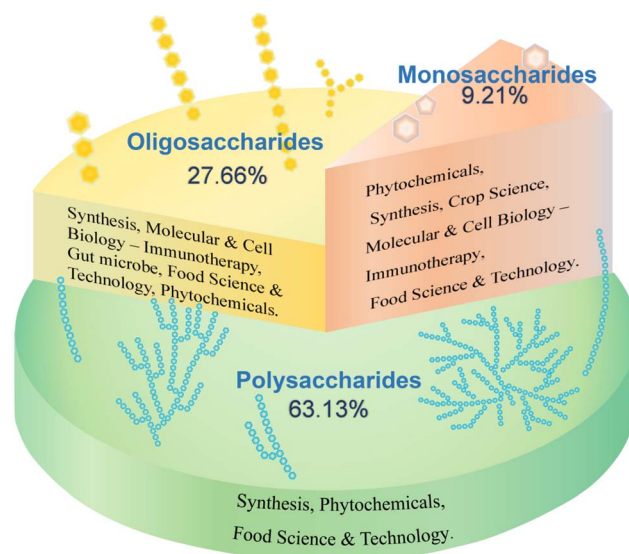 Monosaccharides
9.21%
Oligosaccharides
27.66%
Phytochemicals,
Synthesis, Crop Science,
Molecular & Cell Biology –
Immunotherapy,
Food Science & Technology.
Synthesis, Molecular & Cell
Biology – Immunotherapy,
Gut microbe, Food Science &
Technology, Phytochemicals.
Polysaccharides
63.13%
Synthesis, Phytochemicals,
Food Science & Technology.